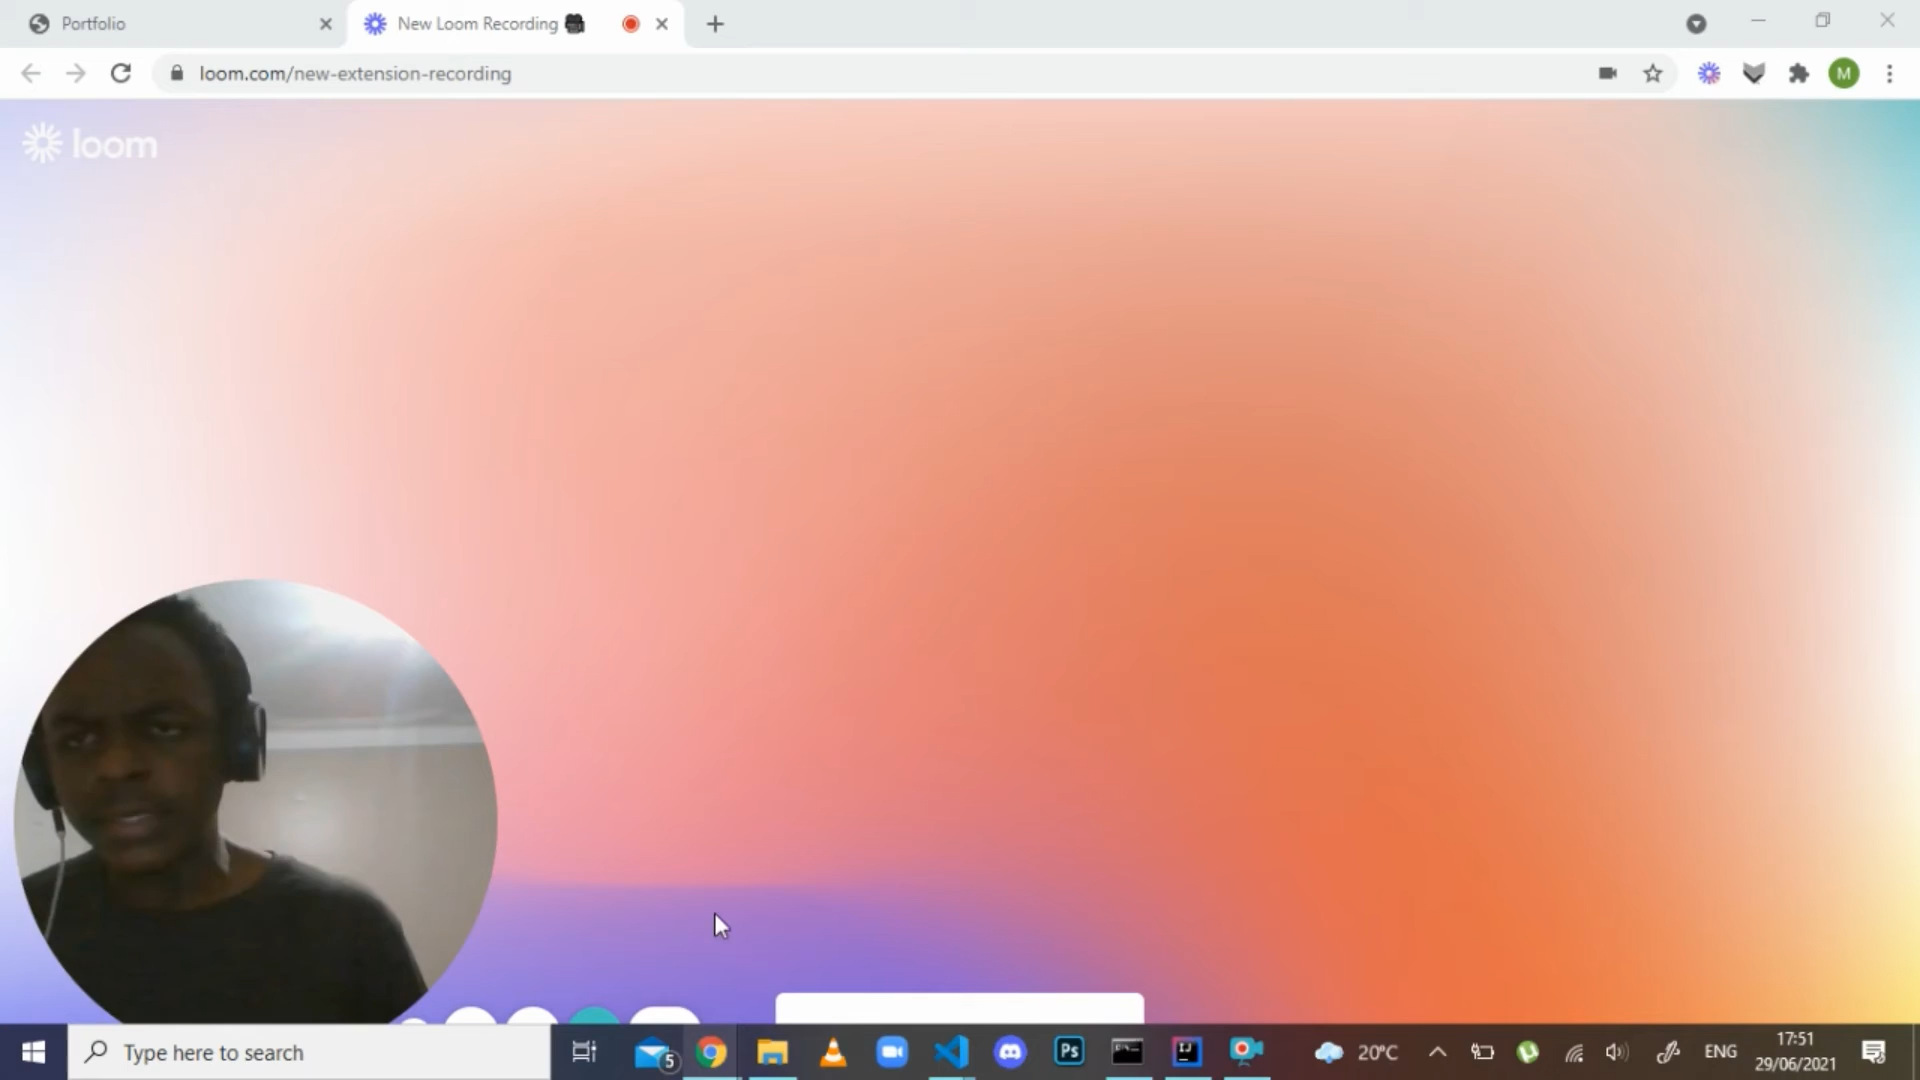 Portfolio
New Loom Recording
loom.com/new-extension-recording
M
loom
Type here to search
5
Ps
IJ
20°C
ENG
17:51
29/06/2021